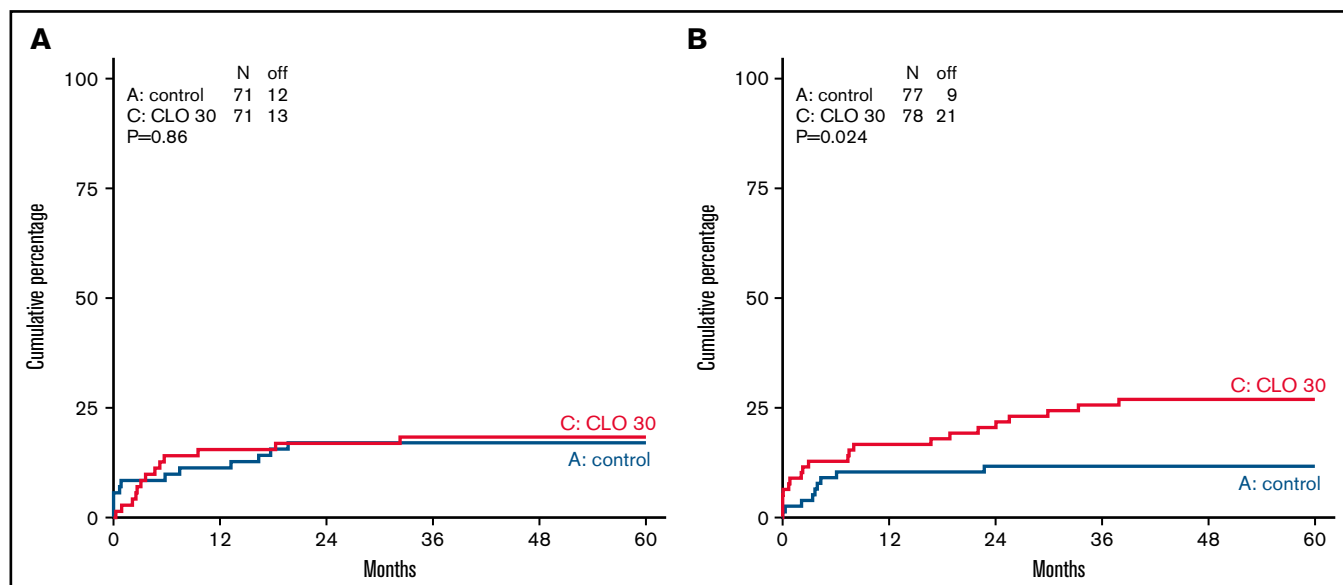 A
N off
A: control 71 12
C: CLO 30 71 13
P=0.86
100
75
50
25
0
Cumulative percentage
C: CLO 30
A: control
0 12 24 36 48 60
Months
B
N off
A: control 77 9
C: CLO 30 78 21
P=0.024
100
75
50
25
0
Cumulative percentage
C: CLO 30
A: control
0 12 24 36 48 60
Months